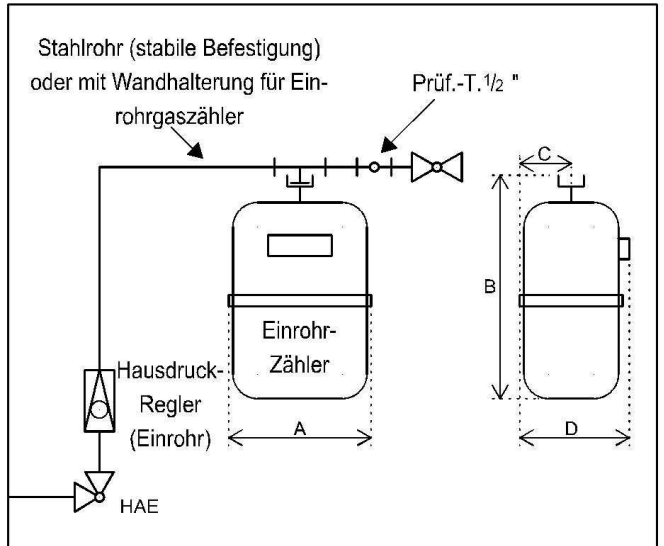 Stahlrohr (stabile Befestigung)
oder mit Wandhalterung für Ein-
rohrgaszähler
Prüf.-T.1/2 "
C
B
Einrohr-
Zähler
Hausdruck-
Regler
(Einrohr)
A
D
HAE